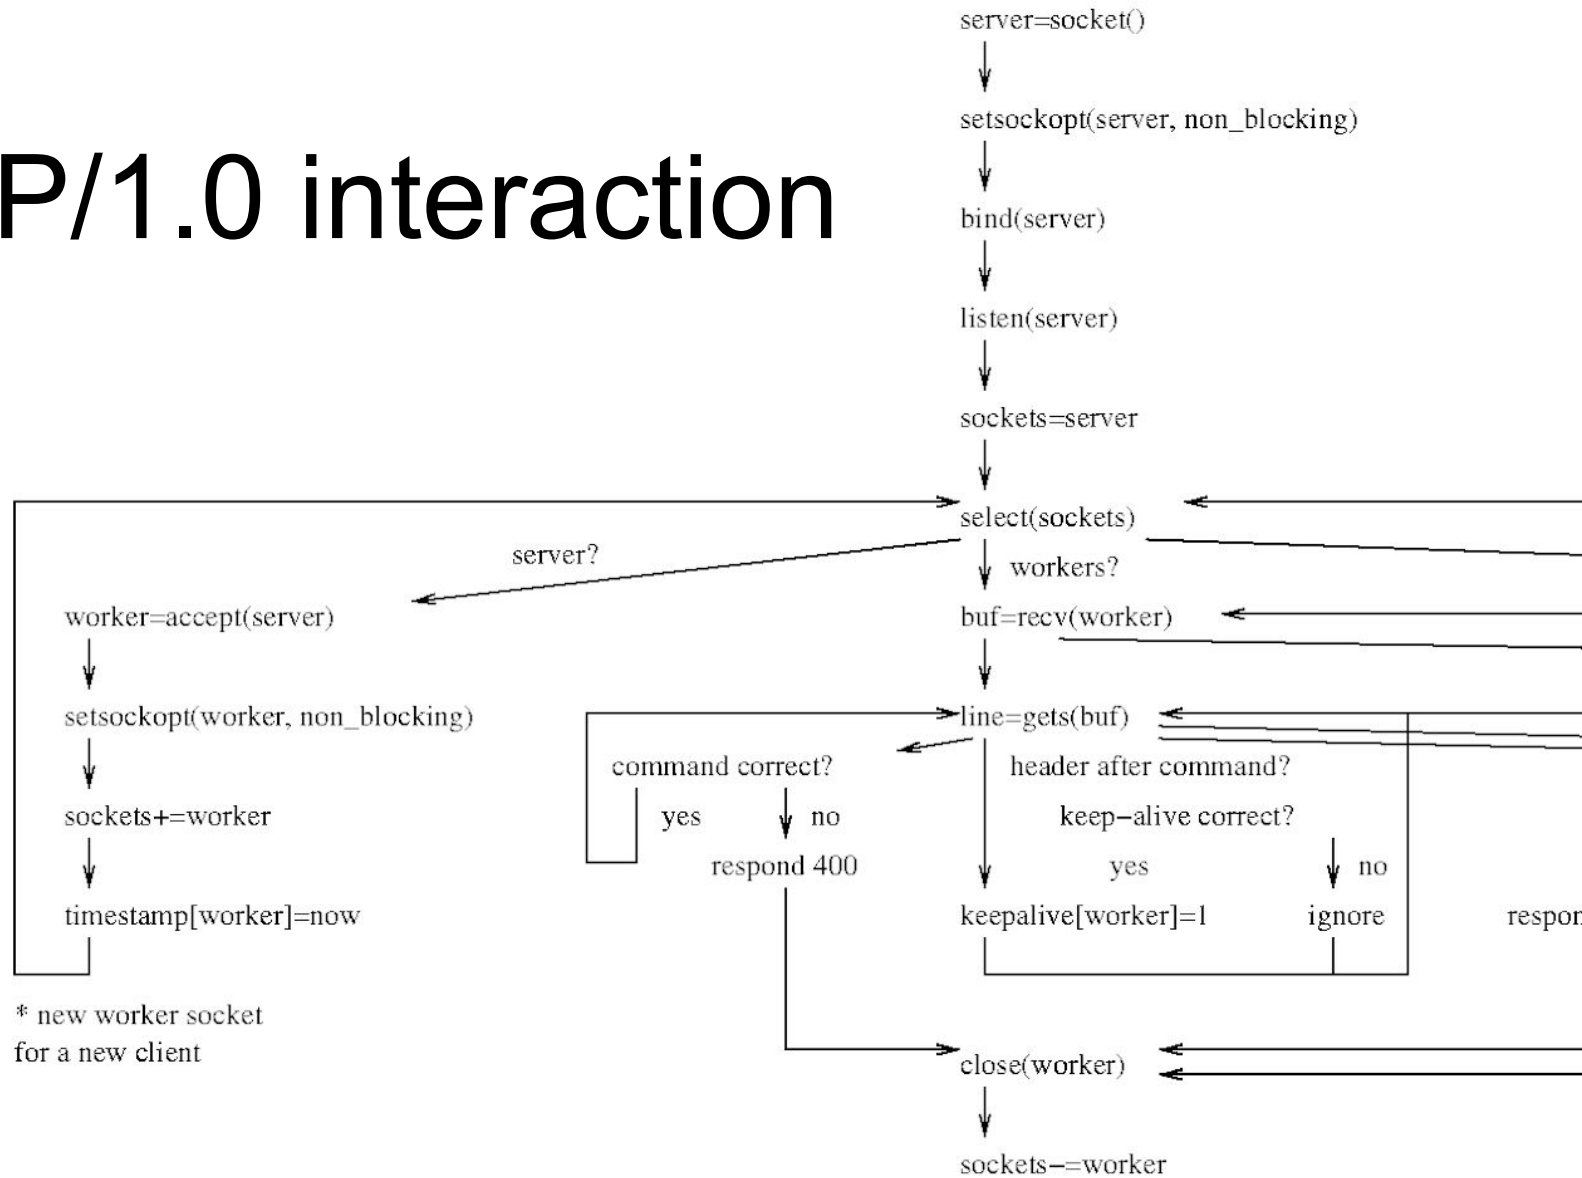 server=socket()
setsockopt(server, non_blocking)
P/1.0 interaction
bind(server)
listen(server)
sockets=server
select(sockets)
server?
workers?
worker=accept(server)
buf=recv(worker)
setsockopt(worker, non_blocking)
line=gets(buf)
command correct?
header after command?
sockets+=worker
yes
no
keep−alive correct?
respond 400
yes
no
timestamp[worker]=now
keepalive[worker]=1
ignore
respon
* new worker socket
for a new client
close(worker)
sockets−=worker